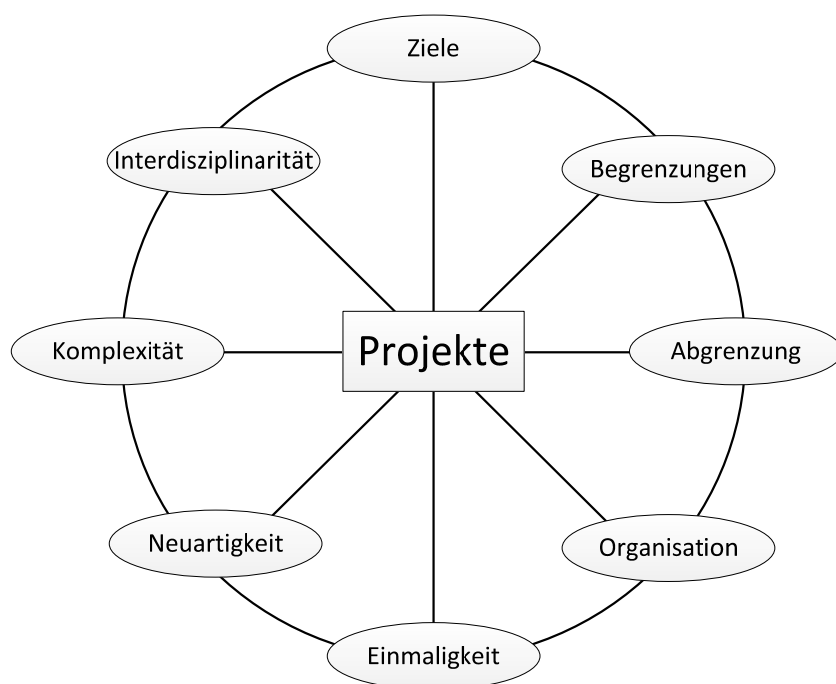 Ziele
Interdisziplinarität
Begrenzungen
Komplexität
Projekte
Abgrenzung
Neuartigkeit
Organisation
Einmaligkeit